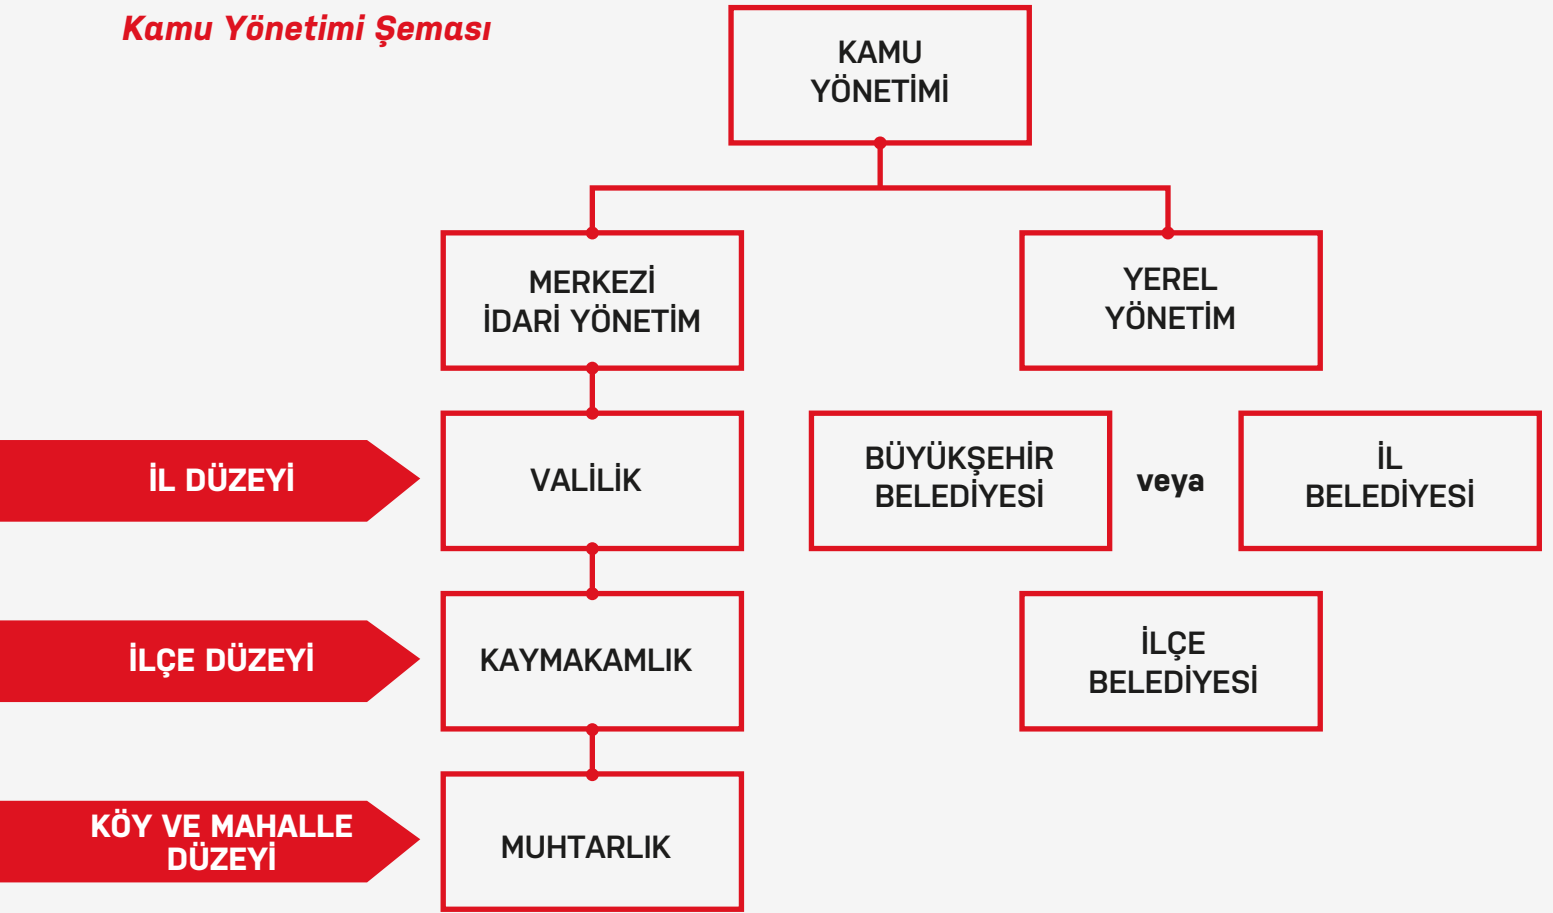 Kamu Yönetimi Şeması
KAMU
YÖNETİMİ
MERKEZİ
İDARİ YÖNETİM
YEREL
YÖNETİM
İL DÜZEYİ
VALİLİK
BÜYÜKŞEHİR
BELEDİYESİ
veya
İL
BELEDİYESİ
İLÇE DÜZEYİ
KAYMAKAMLIK
İLÇE
BELEDİYESİ
KÖY VE MAHALLE
DÜZEYİ
MUHTARLIK